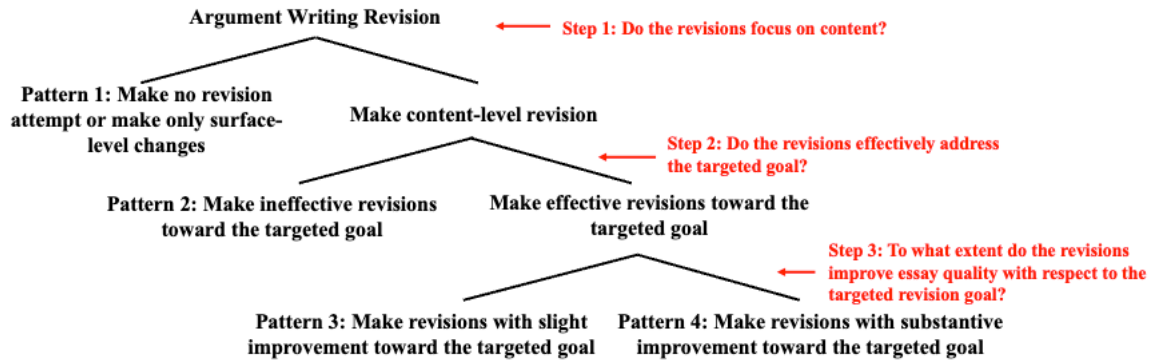 Argument Writing Revision
Step 1: Do the revisions focus on content?
Pattern 1: Make no revision
attempt or make only surface-
level changes
Make content-level revision
Step 2: Do the revisions effectively address
the targeted goal?
Pattern 2: Make ineffective revisions
toward the targeted goal
Make effective revisions toward the
targeted goal
Step 3: To what extent do the revisions
improve essay quality with respect to the
targeted revision goal?
Pattern 3: Make revisions with slight
improvement toward the targeted goal
Pattern 4: Make revisions with substantive
improvement toward the targeted goal